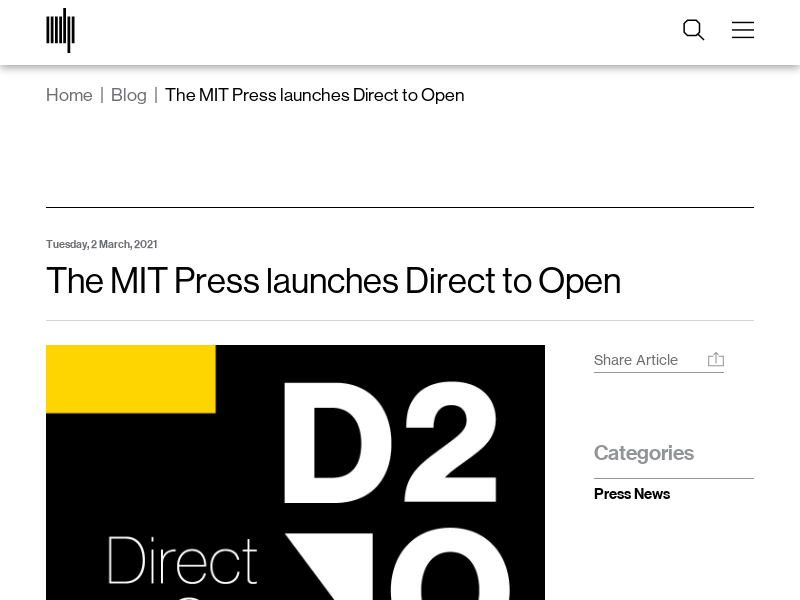 Home | Blog | The MIT Press launches Direct to Open
Tuesday, 2 March, 2021
The MIT Press launches Direct to Open
Share Article
D2
Direct
O
Categories
Press News